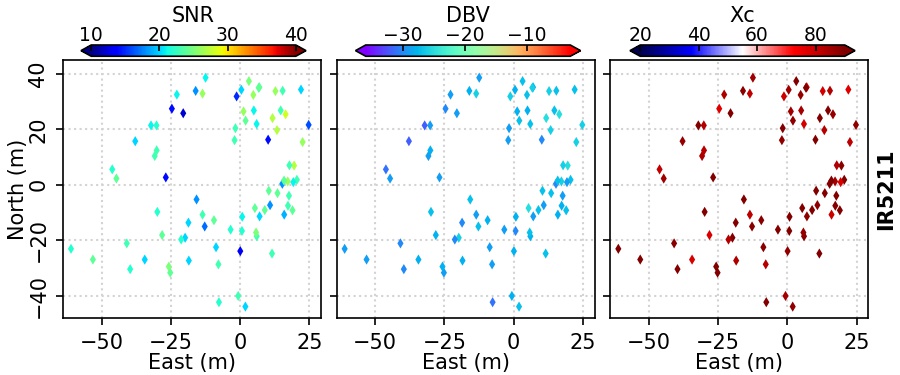 SNR DBV Xc
10 20 30 40 −30 −20 −10 20 40 60 80
40
20
0
−20
−40
North (m)
−50 −25 0 25 −50 −25 0 25 −50 −25 0 25
East (m) East (m) East (m)
IR5211